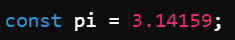 const pi = 3.14159;